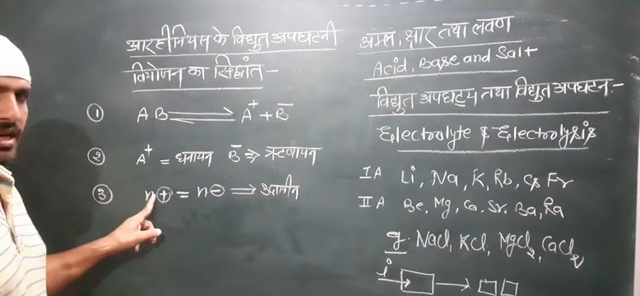 आरहीनियस के विद्युत अपघटनी
वियोजन का सिद्धांत -
① AB ⇌ A⁺ + B⁻
② A⁺ = धनायन B⁻ ⇒ ऋणायन
③ n⊕ = n⊖ ⇒ उदासीन
अम्ल, क्षार तथा लवण
Acid, Base and Salt
विद्युत अपघट्य तथा विद्युत अपघटन -
Electrolyte & Electrolysis
IA Li, Na, K, Rb, Cs Fr
IIA Be, Mg, Ca, Sr, Ba, Ra
g. NaCl, KCl, MgCl₂, CaCl₂
i